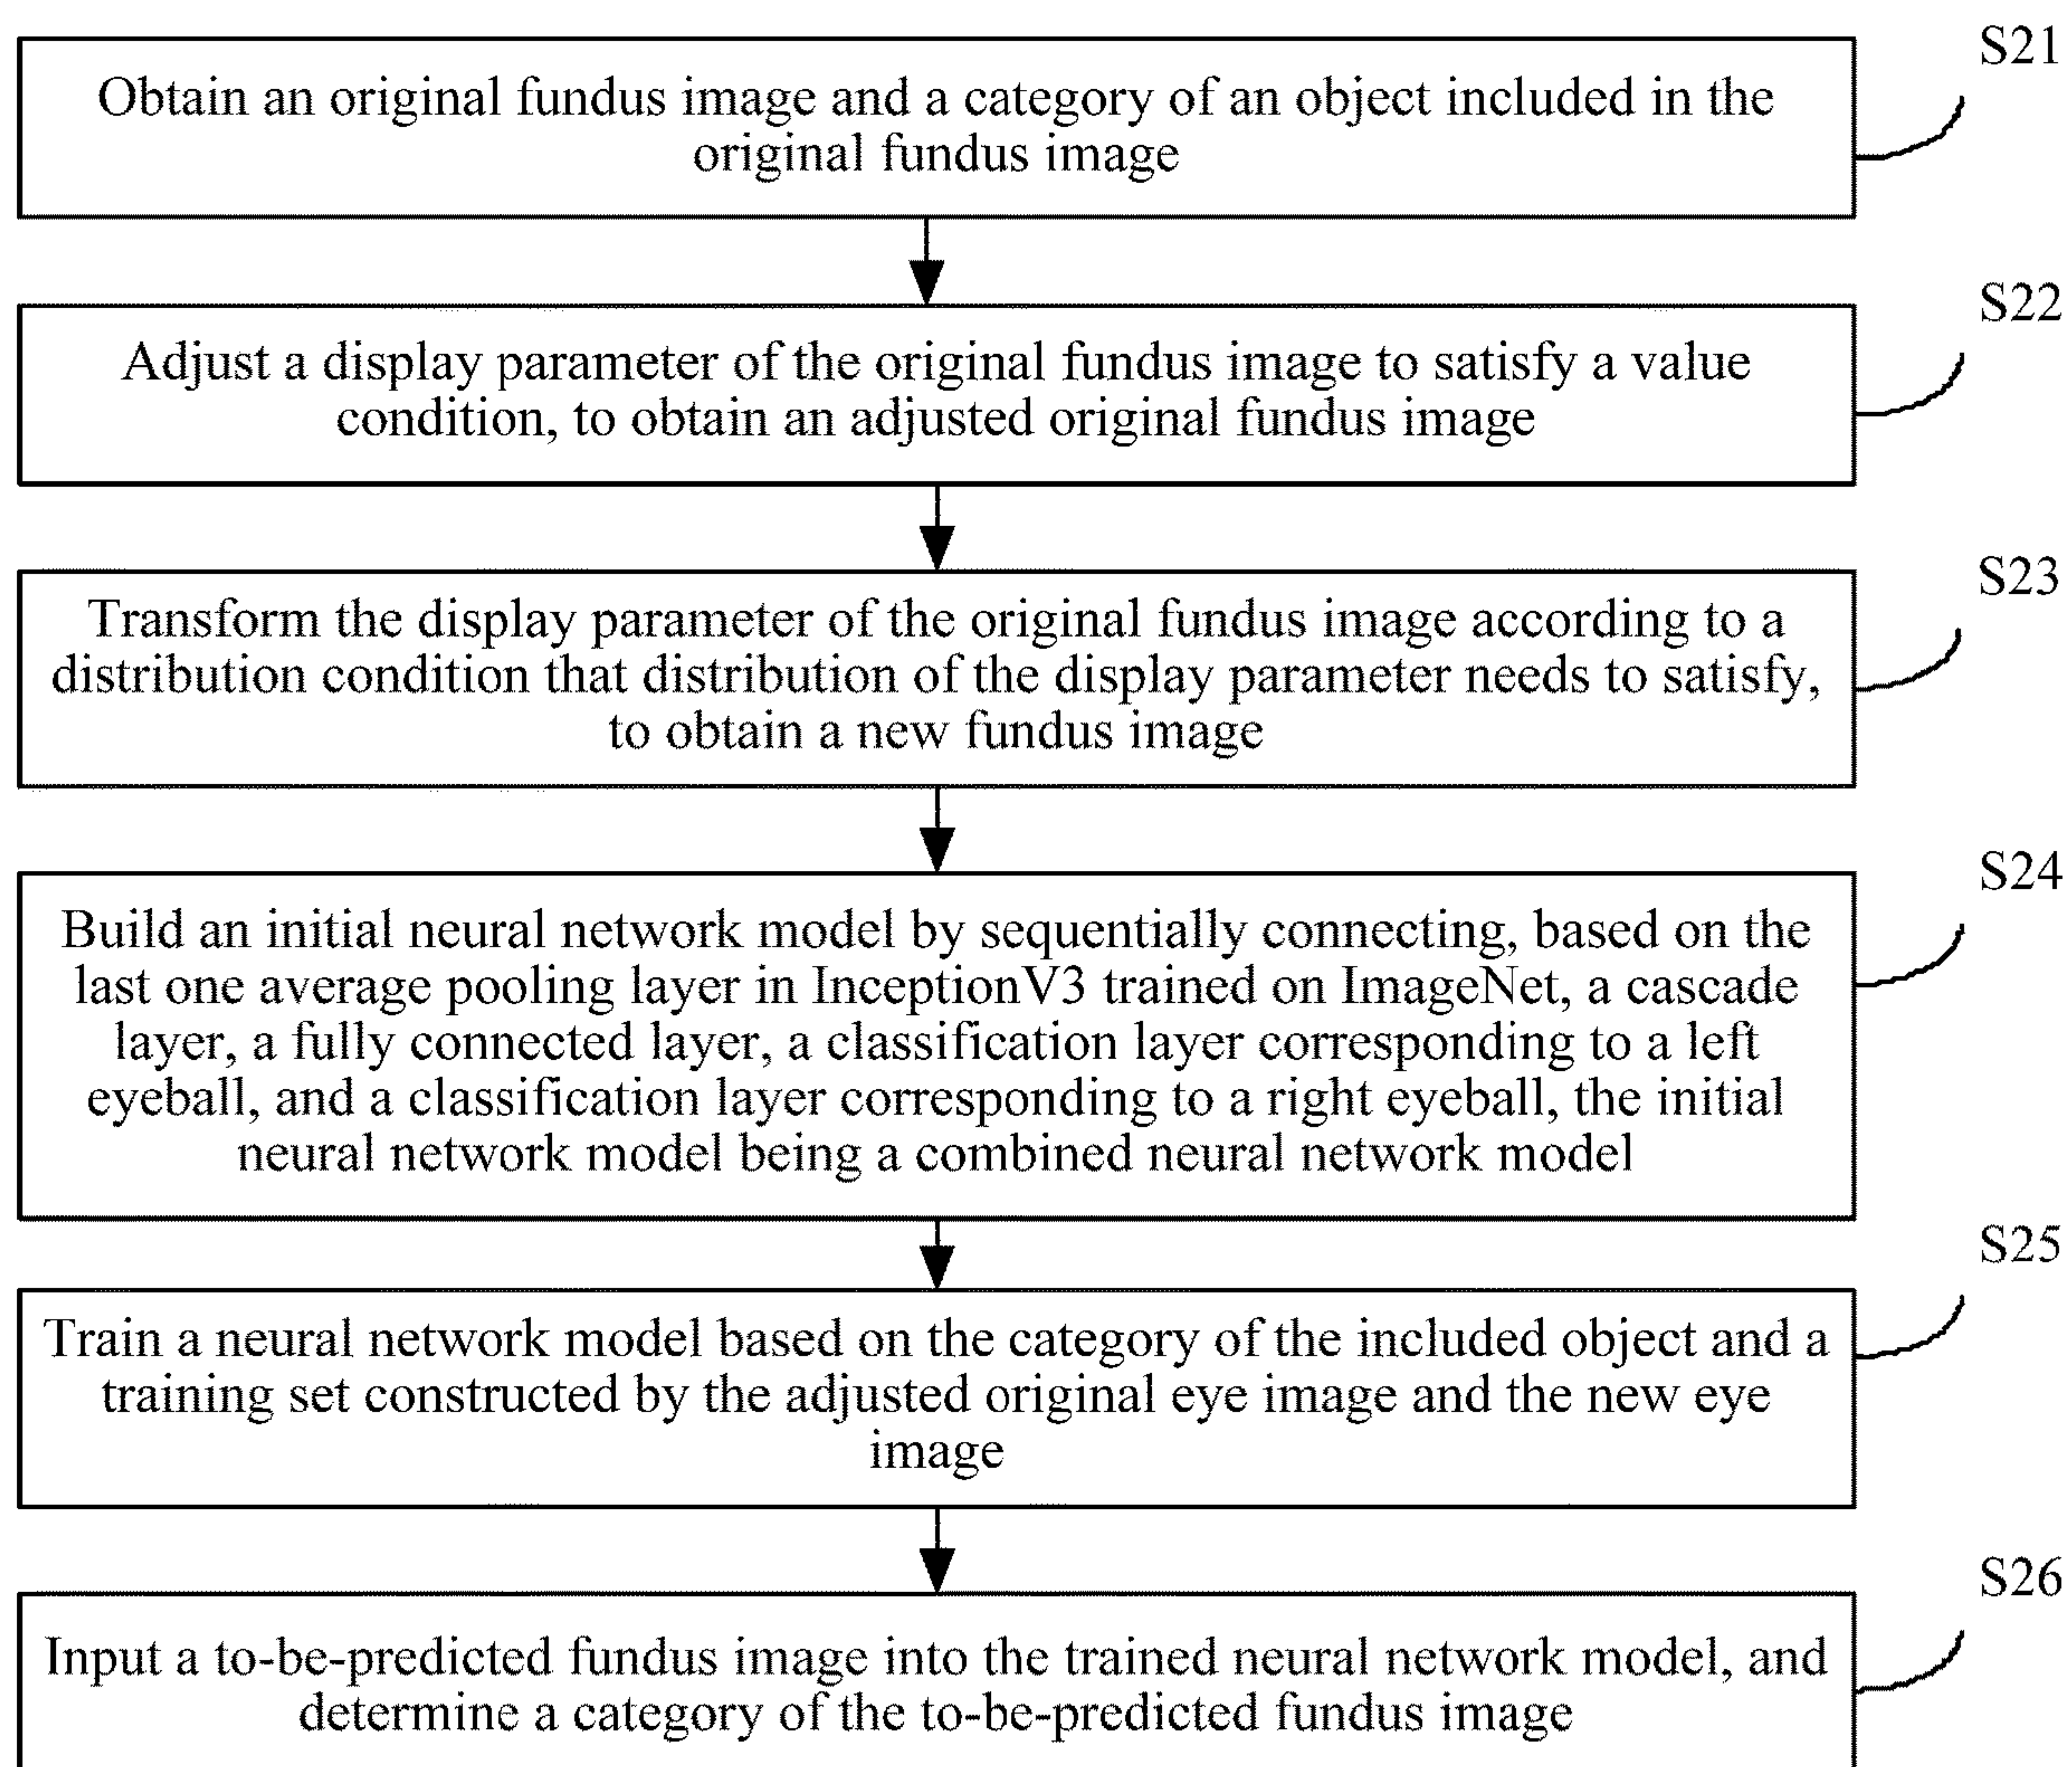 S21
Obtain an original fundus image and a category of an object included in the
original fundus image
S22
Adjust a display parameter of the original fundus image to satisfy a value
condition, to obtain an adjusted original fundus image
S23
Transform the display parameter of the original fundus image according to a
distribution condition that distribution of the display parameter needs to satisfy,
to obtain a new fundus image
S24
Build an initial neural network model by sequentially connecting, based on the
last one average pooling layer in InceptionV3 trained on ImageNet, a cascade
layer, a fully connected layer, a classification layer corresponding to a left
eyeball, and a classification layer corresponding to a right eyeball, the initial
neural network model being a combined neural network model
S25
Train a neural network model based on the category of the included object and a
training set constructed by the adjusted original eye image and the new eye
image
S26
Input a to-be-predicted fundus image into the trained neural network model, and
determine a category of the to-be-predicted fundus image